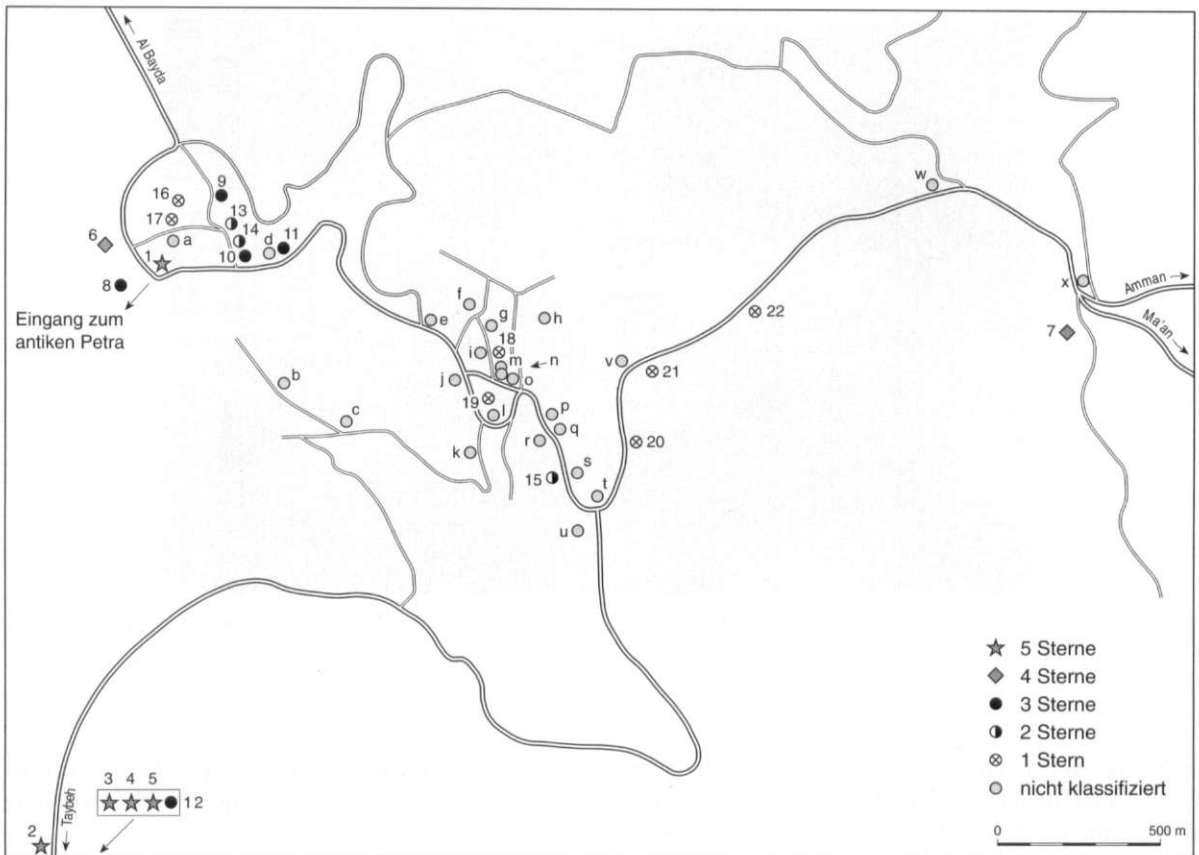 Al Bayda
9
16
13
17
14
6
a
d
11
1
10
8
Eingang zum
antiken Petra
w
x
Amman
Ma'an
7
f
g
h
e
18
22
i
m
n
v
j
o
21
b
19
l
p
c
q
r
20
k
s
15
t
u
5 Sterne
4 Sterne
3 Sterne
2 Sterne
1 Stern
nicht klassifiziert
3 4 5
12
2
Taybeh
0 500 m